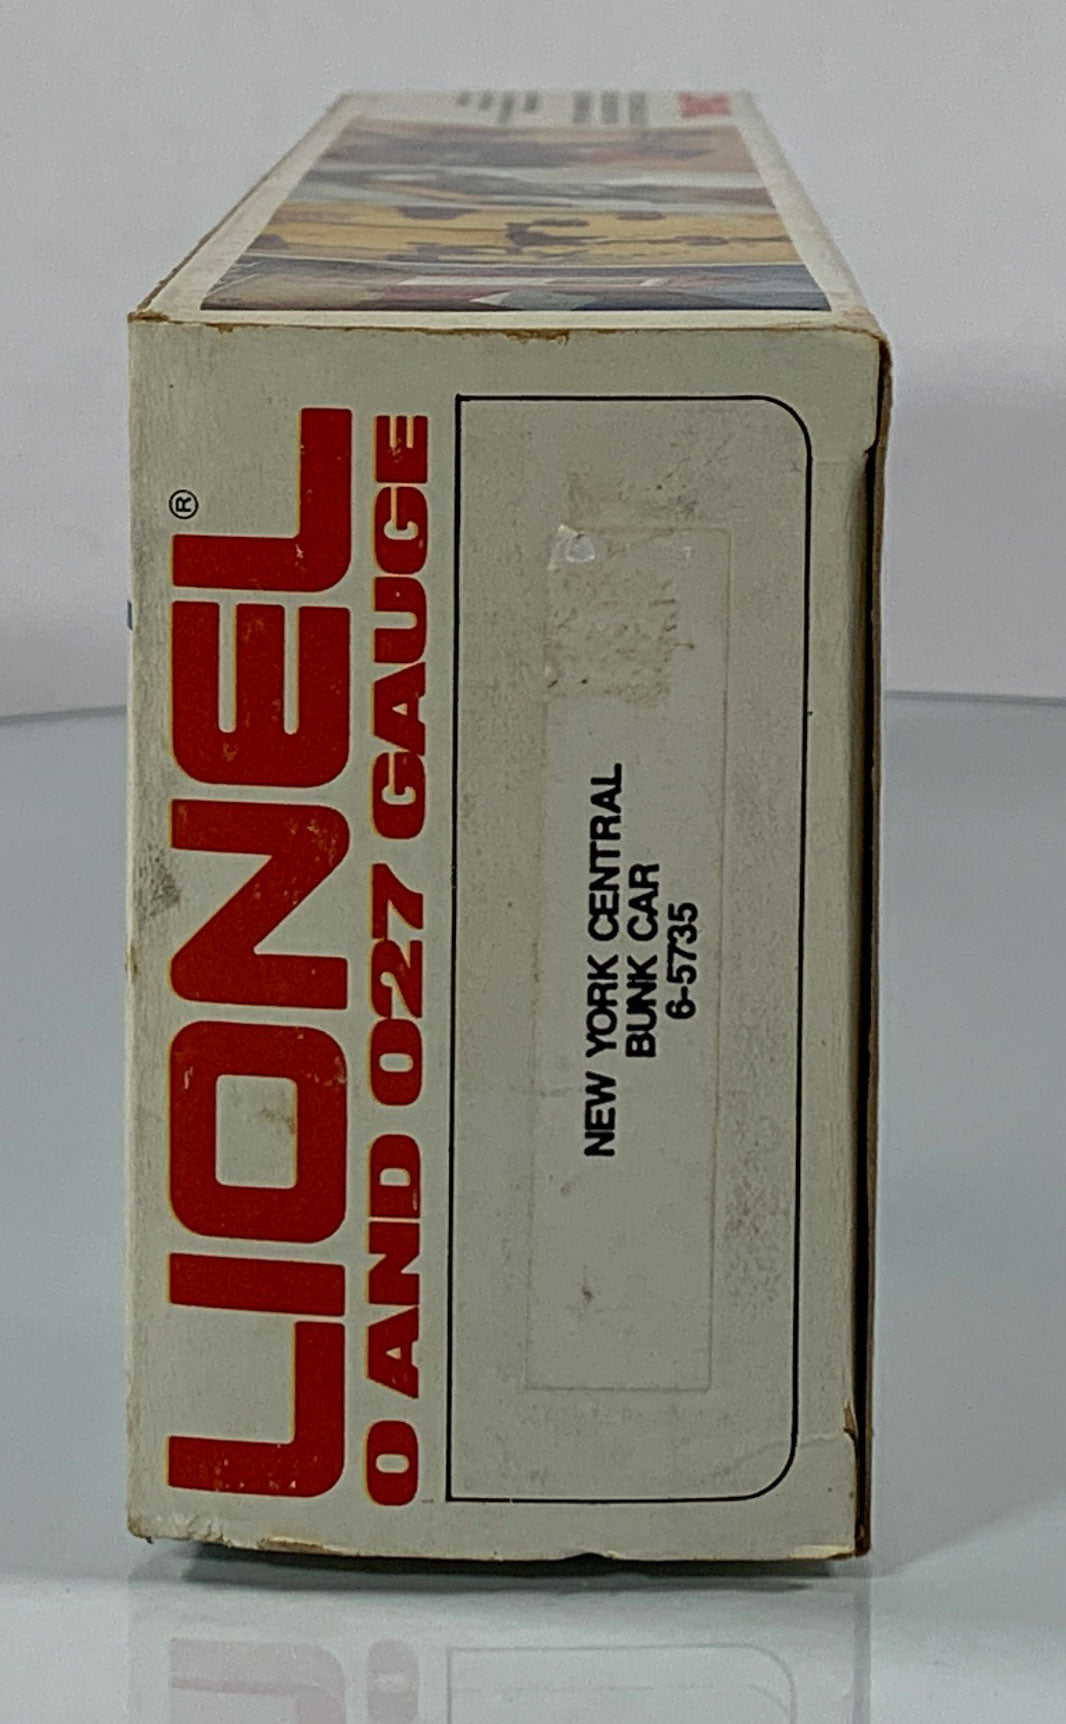 LIONEL®
O AND O27 GAUGE
NEW YORK CENTRAL
BUNK CAR
6-5735